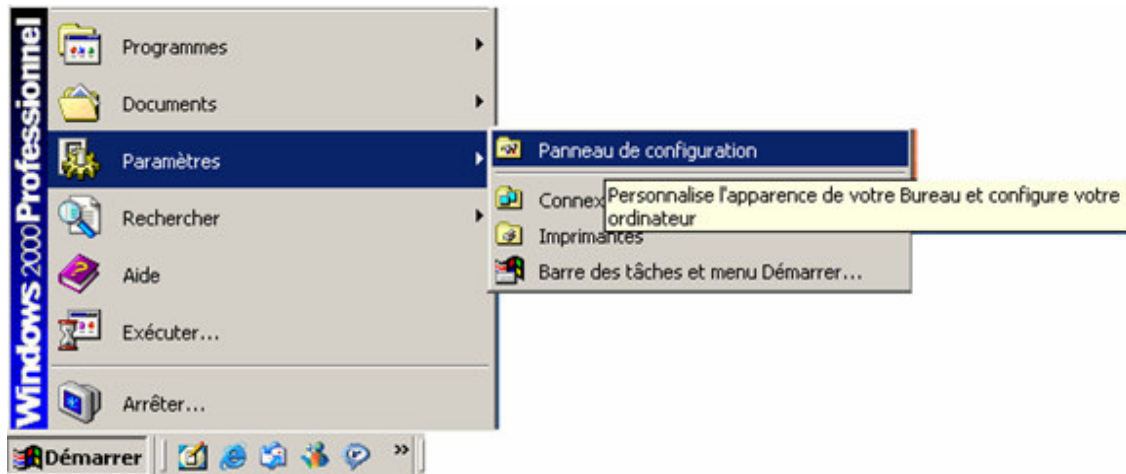 Windows 2000 Professionnel
Programmes
Documents
Paramètres
Rechercher
Aide
Exécuter...
Arrêter...
Panneau de configuration
Connex
Personnalise l'apparence de votre Bureau et configure votre
ordinateur
Imprimantes
Barre des tâches et menu Démarrer...
Démarrer
»